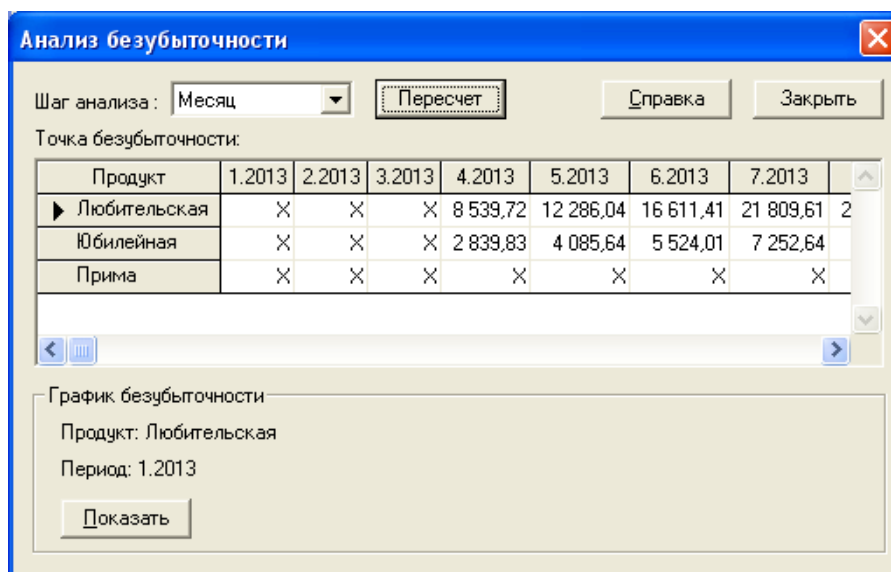 Анализ безубыточности
Шаг анализа : Месяц Пересчет Справка Закрыть
Точка безубыточности:
Продукт 1.2013 2.2013 3.2013 4.2013 5.2013 6.2013 7.2013
Любительская X X X 8 539,72 12 286,04 16 611,41 21 809,61 2
Юбилейная X X X 2 839,83 4 085,64 5 524,01 7 252,64
Прима X X X X X X X
График безубыточности
Продукт: Любительская
Период: 1.2013
Показать